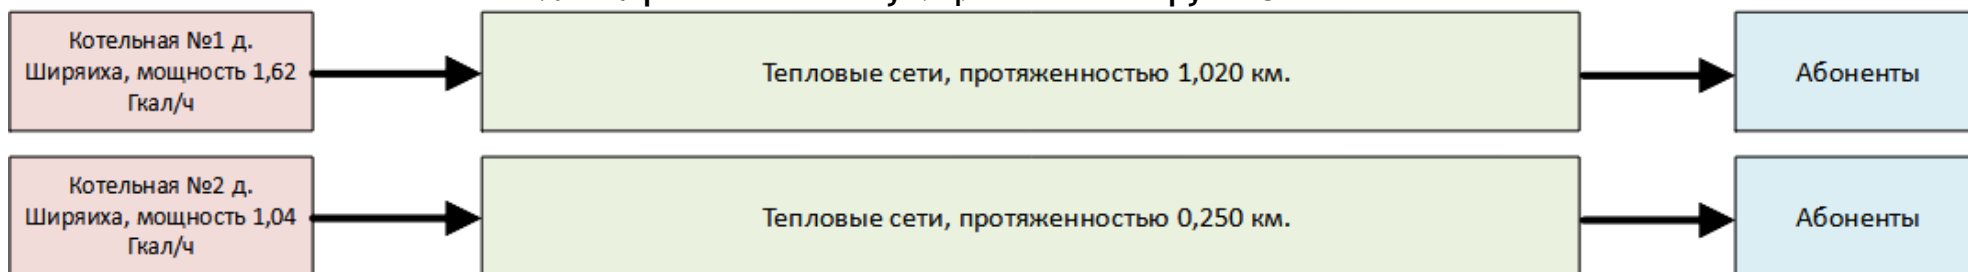 Котельная №1 д.
Ширяиха, мощность 1,62
Гкал/ч
Тепловые сети, протяженностью 1,020 км.
Абоненты
Котельная №2 д.
Ширяиха, мощность 1,04
Гкал/ч
Тепловые сети, протяженностью 0,250 км.
Абоненты